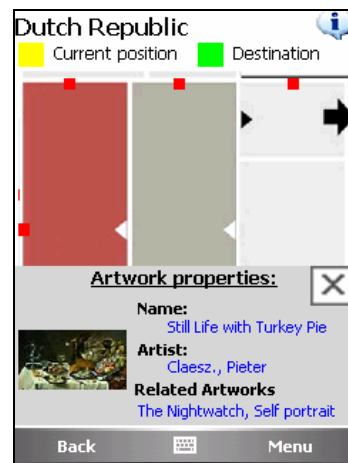 Dutch Republic
Current position
Destination
Artwork properties:
Name:
Still Life with Turkey Pie
Artist:
Claesz., Pieter
Related Artworks
The Nightwatch, Self portrait
Back
Menu